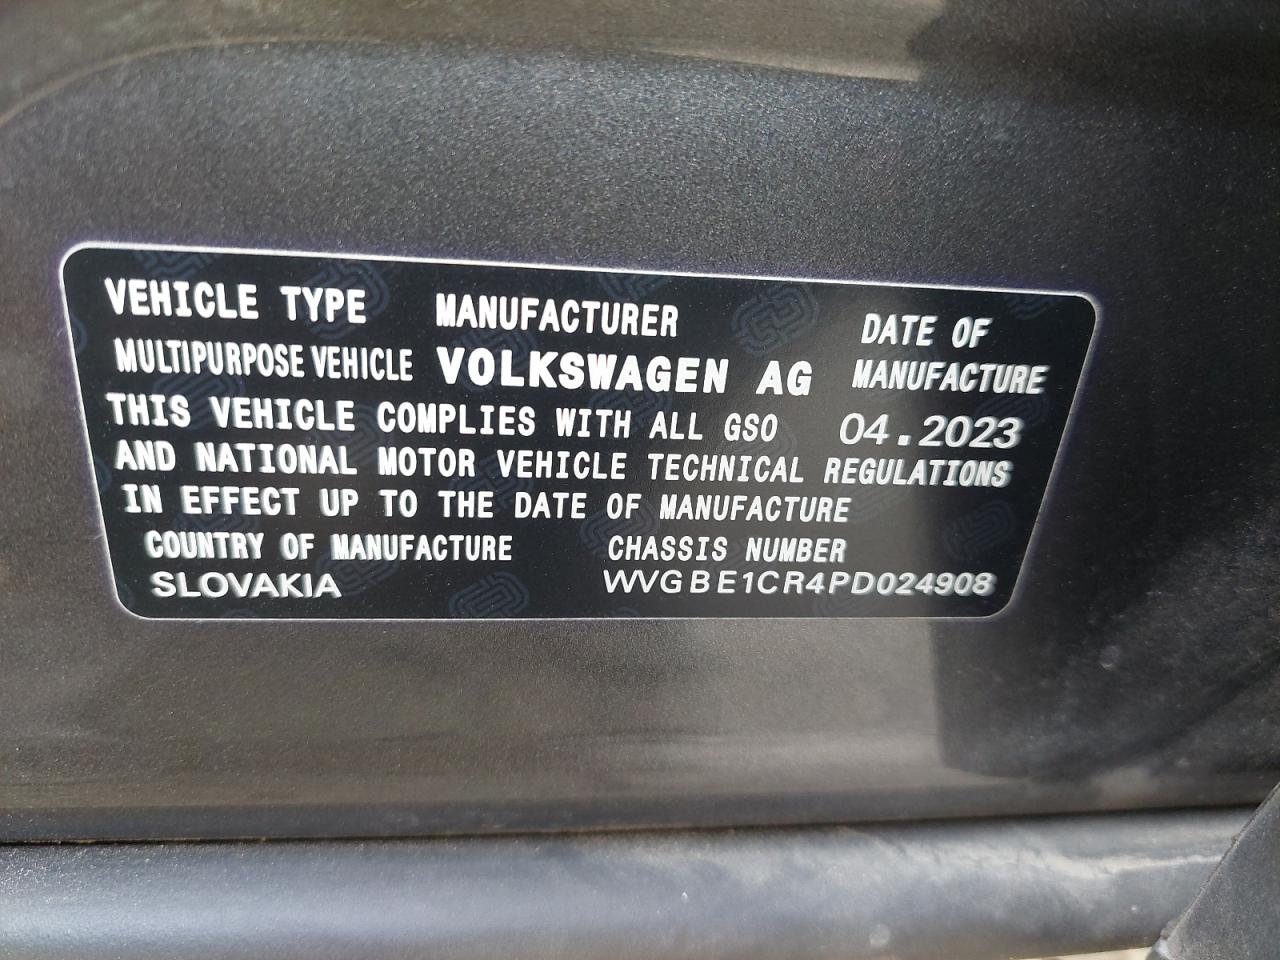 VEHICLE TYPE MANUFACTURER DATE OF
MULTIPURPOSE VEHICLE VOLKSWAGEN AG MANUFACTURE
THIS VEHICLE COMPLIES WITH ALL GSO 04.2023
AND NATIONAL MOTOR VEHICLE TECHNICAL REGULATIONS
IN EFFECT UP TO THE DATE OF MANUFACTURE
COUNTRY OF MANUFACTURE CHASSIS NUMBER
SLOVAKIA WVGBE1CR4PD024908